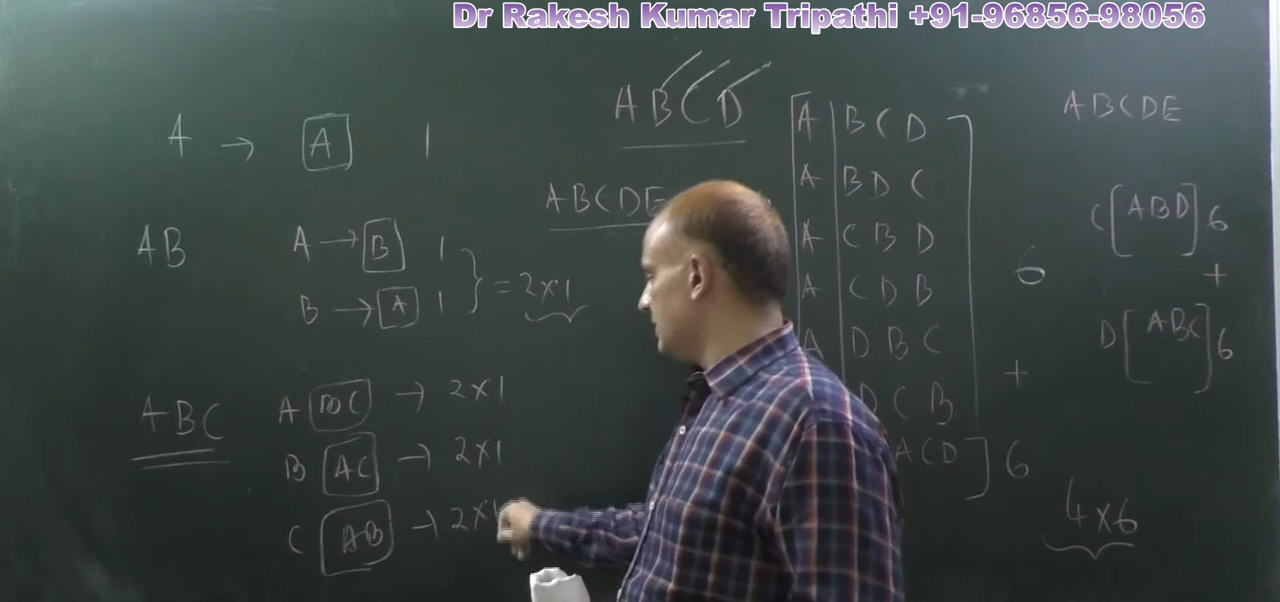 Dr Rakesh Kumar Tripathi +91-96856-98056
A → A 1
AB
A → B 1
B → A 1
} = 2×1
ABC
A BC → 2×1
B AC → 2×1
C AB → 2×1
ABCD
ABCDE
A B C D
A B D C
A C B D
A C D B
A D B C
D C B
6
+
ACD ] 6
ABCDE
C [ABD] 6
+
D [ABC] 6
4×6